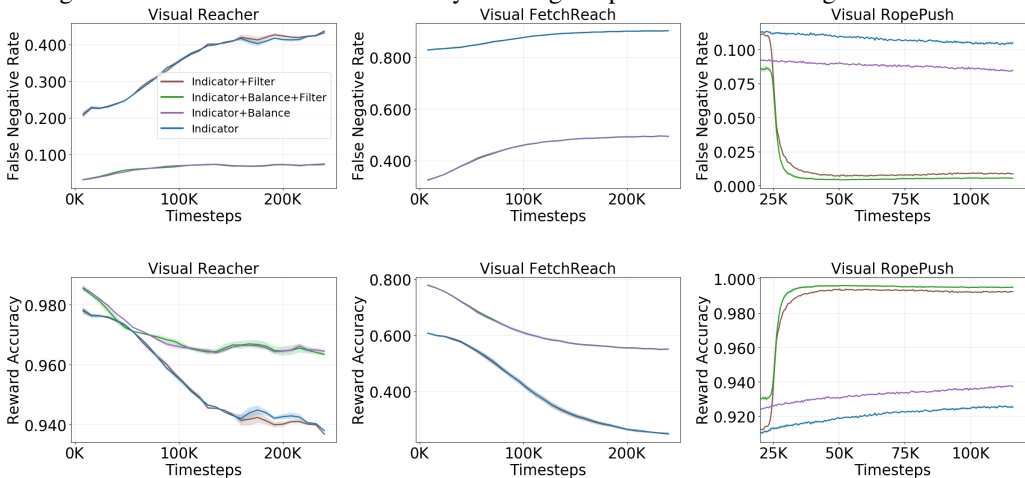 Visual Reacher
Visual FetchReach
Visual RopePush
False Negative Rate
0.400
0.300
0.200
0.100
Indicator+Filter
Indicator+Balance+Filter
Indicator+Balance
Indicator
0K
100K
200K
Timesteps
False Negative Rate
0.800
0.600
0.400
0K
100K
200K
Timesteps
False Negative Rate
0.100
0.075
0.050
0.025
0.000
25K
50K
75K
100K
Timesteps
Visual Reacher
Visual FetchReach
Visual RopePush
Reward Accuracy
0.980
0.960
0.940
0K
100K
200K
Timesteps
Reward Accuracy
0.800
0.600
0.400
0K
100K
200K
Timesteps
Reward Accuracy
1.000
0.980
0.960
0.940
0.920
25K
50K
75K
100K
Timesteps